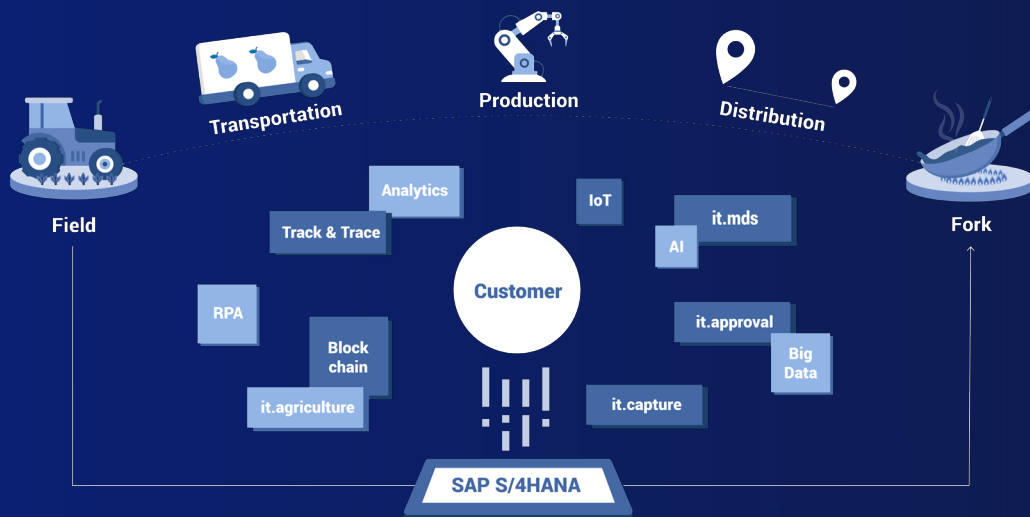 Transportation
Production
Distribution
Field
Fork
Analytics
Track & Trace
IoT
it.mds
AI
Customer
RPA
Block
chain
it.agriculture
it.approval
Big
Data
it.capture
SAP S/4HANA